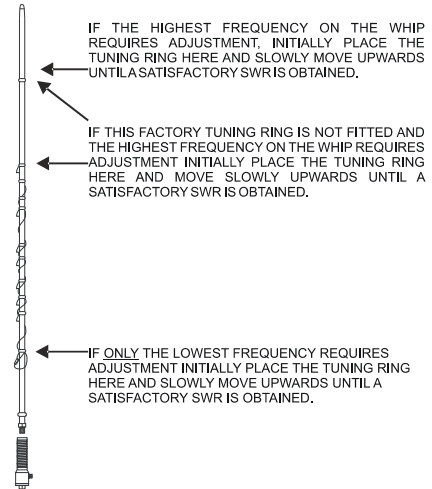 IF THE HIGHEST FREQUENCY ON THE WHIP
REQUIRES ADJUSTMENT, INITIALLY PLACE THE
TUNING RING HERE AND SLOWLY MOVE UPWARDS
UNTIL A SATISFACTORY SWR IS OBTAINED.
IF THIS FACTORY TUNING RING IS NOT FITTED AND
THE HIGHEST FREQUENCY ON THE WHIP REQUIRES
ADJUSTMENT INITIALLY PLACE THE TUNING RING
HERE AND MOVE SLOWLY UPWARDS UNTIL A
SATISFACTORY SWR IS OBTAINED.
IF ONLY THE LOWEST FREQUENCY REQUIRES
ADJUSTMENT INITIALLY PLACE THE TUNING RING
HERE AND SLOWLY MOVE UPWARDS UNTIL A
SATISFACTORY SWR IS OBTAINED.